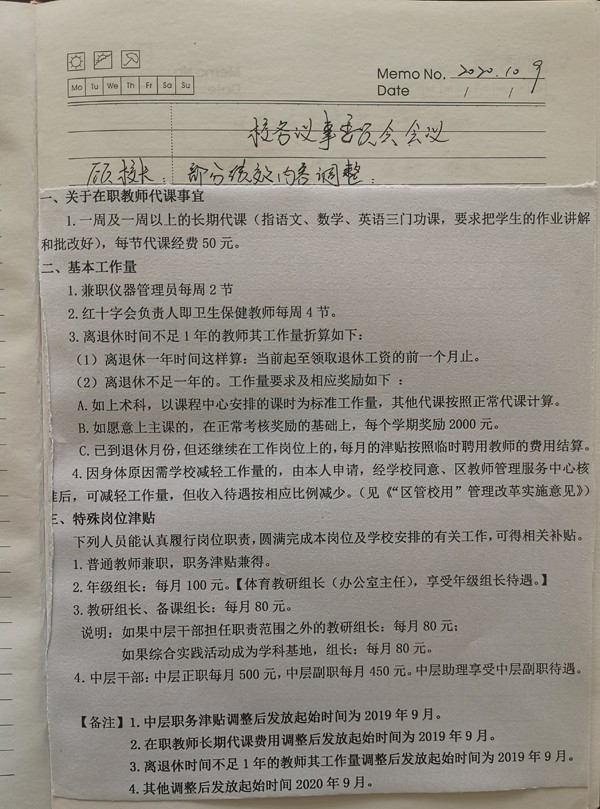 Memo No. 2020.10 9
Mo Tu We Th Fr Sa Su
Date / /
校务议事委员会会议
顾校长：部分绩效内容调整：
一、关于在职教师代课事宜
1.一周及一周以上的长期代课（指语文、数学、英语三门功课，要求把学生的作业讲解
和批改好），每节代课经费 50 元。
二、基本工作量
1.兼职仪器管理员每周 2 节
2.红十字会负责人即卫生保健教师每周 4 节。
3.离退休时间不足 1 年的教师其工作量折算如下：
（1）离退休一年时间这样算：当前起至领取退休工资的前一个月止。
（2）离退休不足一年的。工作量要求及相应奖励如下 ：
A.如上术科，以课程中心安排的课时为标准工作量，其他代课按照正常代课计算。
B.如愿意上主课的，在正常考核奖励的基础上，每个学期奖励 2000 元。
C.已到退休月份，但还继续在工作岗位上的，每月的津贴按照临时聘用教师的费用结算。
4.因身体原因需学校减轻工作量的，由本人申请，经学校同意、区教师管理服务中心核
准后，可减轻工作量，但收入待遇按相应比例减少。（见《“区管校用”管理改革实施意见》）
三、特殊岗位津贴
下列人员能认真履行岗位职责，圆满完成本岗位及学校安排的有关工作，可得相关补贴。
1.普通教师兼职，职务津贴兼得。
2.年级组长：每月 100 元。【体育教研组长（办公室主任），享受年级组长待遇。】
3.教研组长、备课组长：每月 80 元。
说明：如果中层干部担任职责范围之外的教研组长：每月 80 元；
如果综合实践活动成为学科基地，组长：每月 80 元。
4.中层干部：中层正职每月 500 元，中层副职每月 450 元。中层助理享受中层副职待遇。
【备注】1.中层职务津贴调整后发放起始时间为 2019 年 9 月。
2.在职教师长期代课费用调整后发放起始时间为 2019 年 9 月。
3.离退休时间不足 1 年的教师其工作量调整后发放起始时间为 2019 年 9 月。
4.其他调整后发放起始时间 2020 年 9 月。